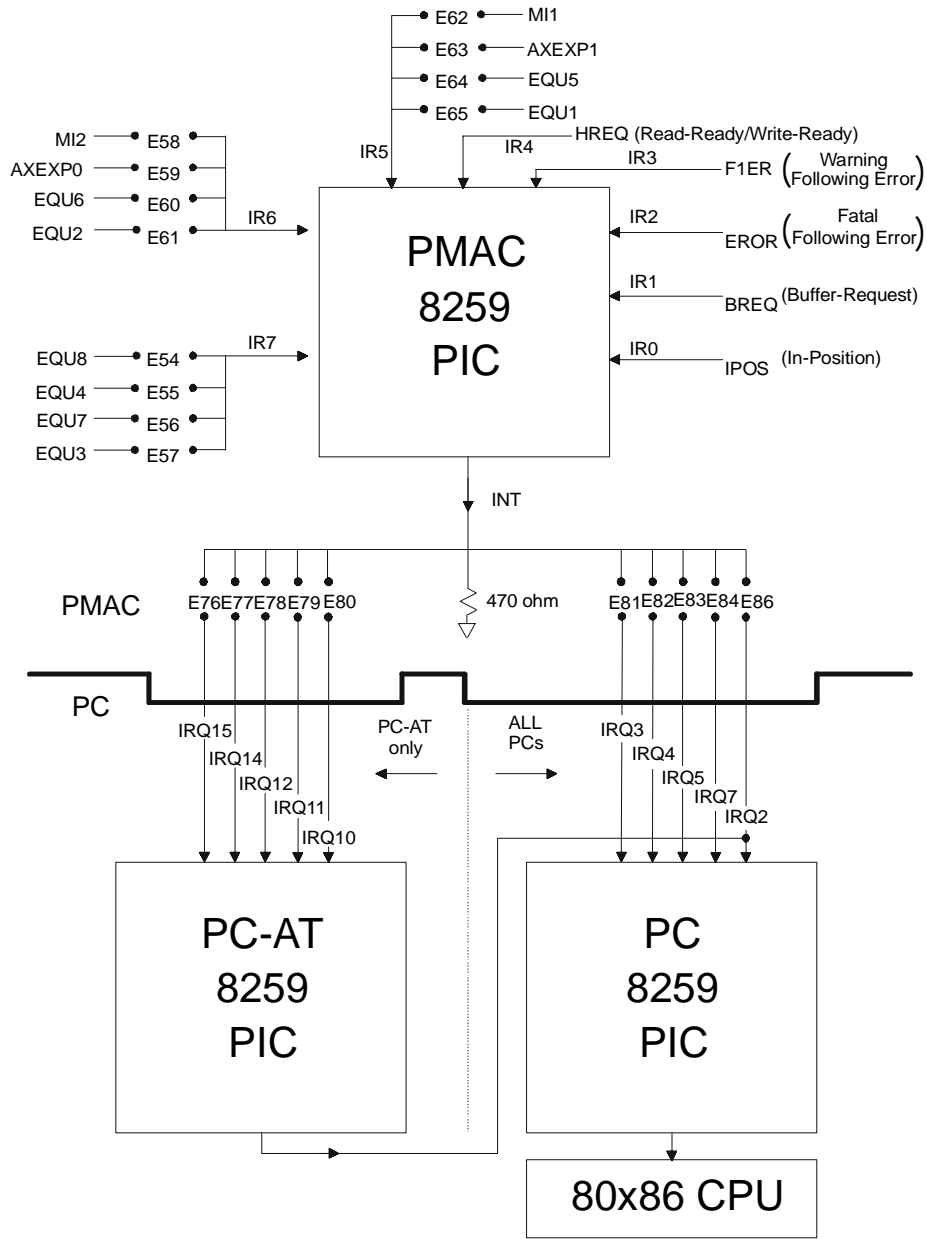 E62 MI1
E63 AXEXP1
E64 EQU5
E65 EQU1
HREQ (Read-Ready/Write-Ready)
IR5
IR4
IR3
F1ER (Warning Following Error)
MI2 E58
AXEXP0 E59
EQU6 E60
EQU2 E61
IR6
IR2
EROR (Fatal Following Error)
IR1
BREQ (Buffer-Request)
IR0
IPOS (In-Position)
PMAC
8259
PIC
IR7
EQU8 E54
EQU4 E55
EQU7 E56
EQU3 E57
INT
PMAC
E76 E77 E78 E79 E80
470 ohm
E81 E82 E83 E84 E86
PC
IRQ15
IRQ14
IRQ12
IRQ11
IRQ10
PC-AT
only
ALL
PCs
IRQ3
IRQ4
IRQ5
IRQ7
IRQ2
PC-AT
8259
PIC
PC
8259
PIC
80x86 CPU